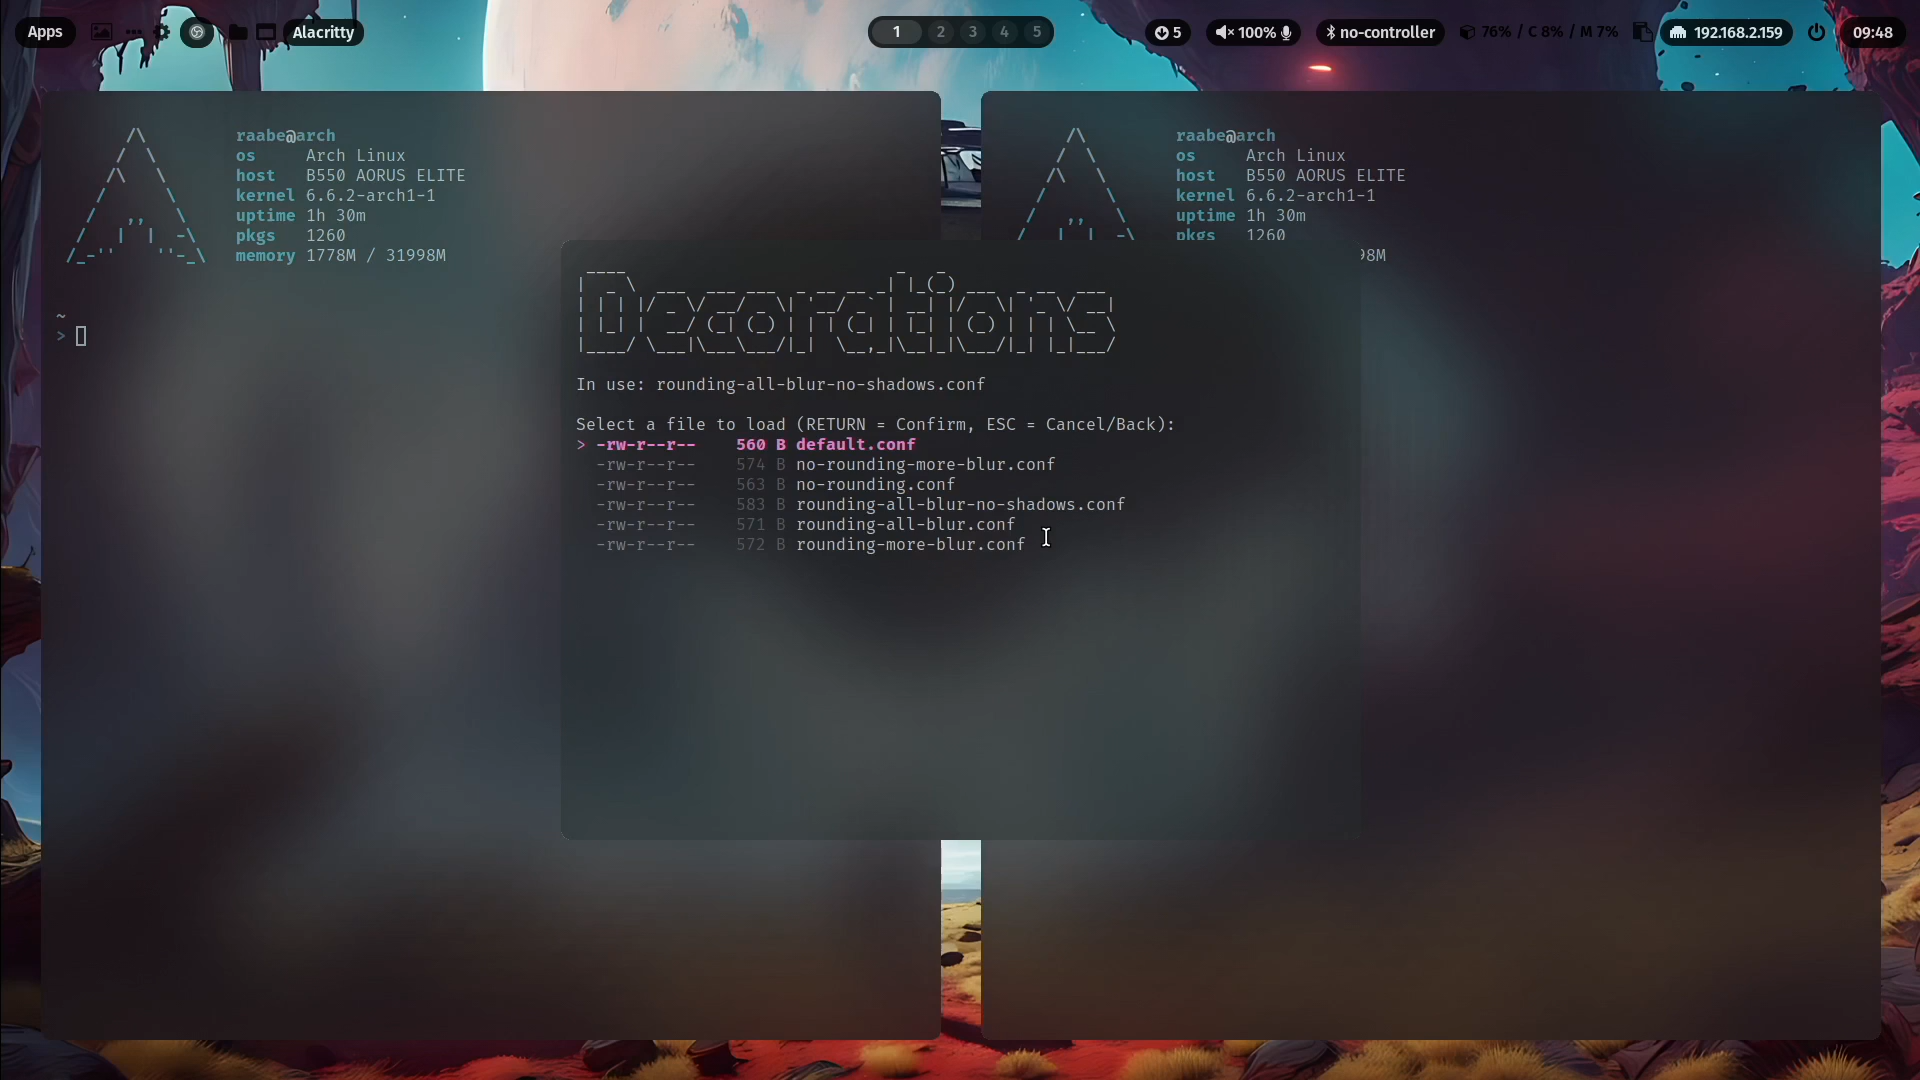 Apps
Alacritty
1 2 3 4 5
5
100%
no-controller
76% / C 8% / M 7%
192.168.2.159
09:48
raabe@arch
os Arch Linux
host B550 AORUS ELITE
kernel 6.6.2-arch1-1
uptime 1h 30m
pkgs 1260
memory 1778M / 31998M
~
>
raabe@arch
os Arch Linux
host B550 AORUS ELITE
kernel 6.6.2-arch1-1
uptime 1h 30m
pkgs 1260
98M
Decorations
In use: rounding-all-blur-no-shadows.conf
Select a file to load (RETURN = Confirm, ESC = Cancel/Back):
> -rw-r--r-- 560 B default.conf
-rw-r--r-- 574 B no-rounding-more-blur.conf
-rw-r--r-- 563 B no-rounding.conf
-rw-r--r-- 583 B rounding-all-blur-no-shadows.conf
-rw-r--r-- 571 B rounding-all-blur.conf
-rw-r--r-- 572 B rounding-more-blur.conf